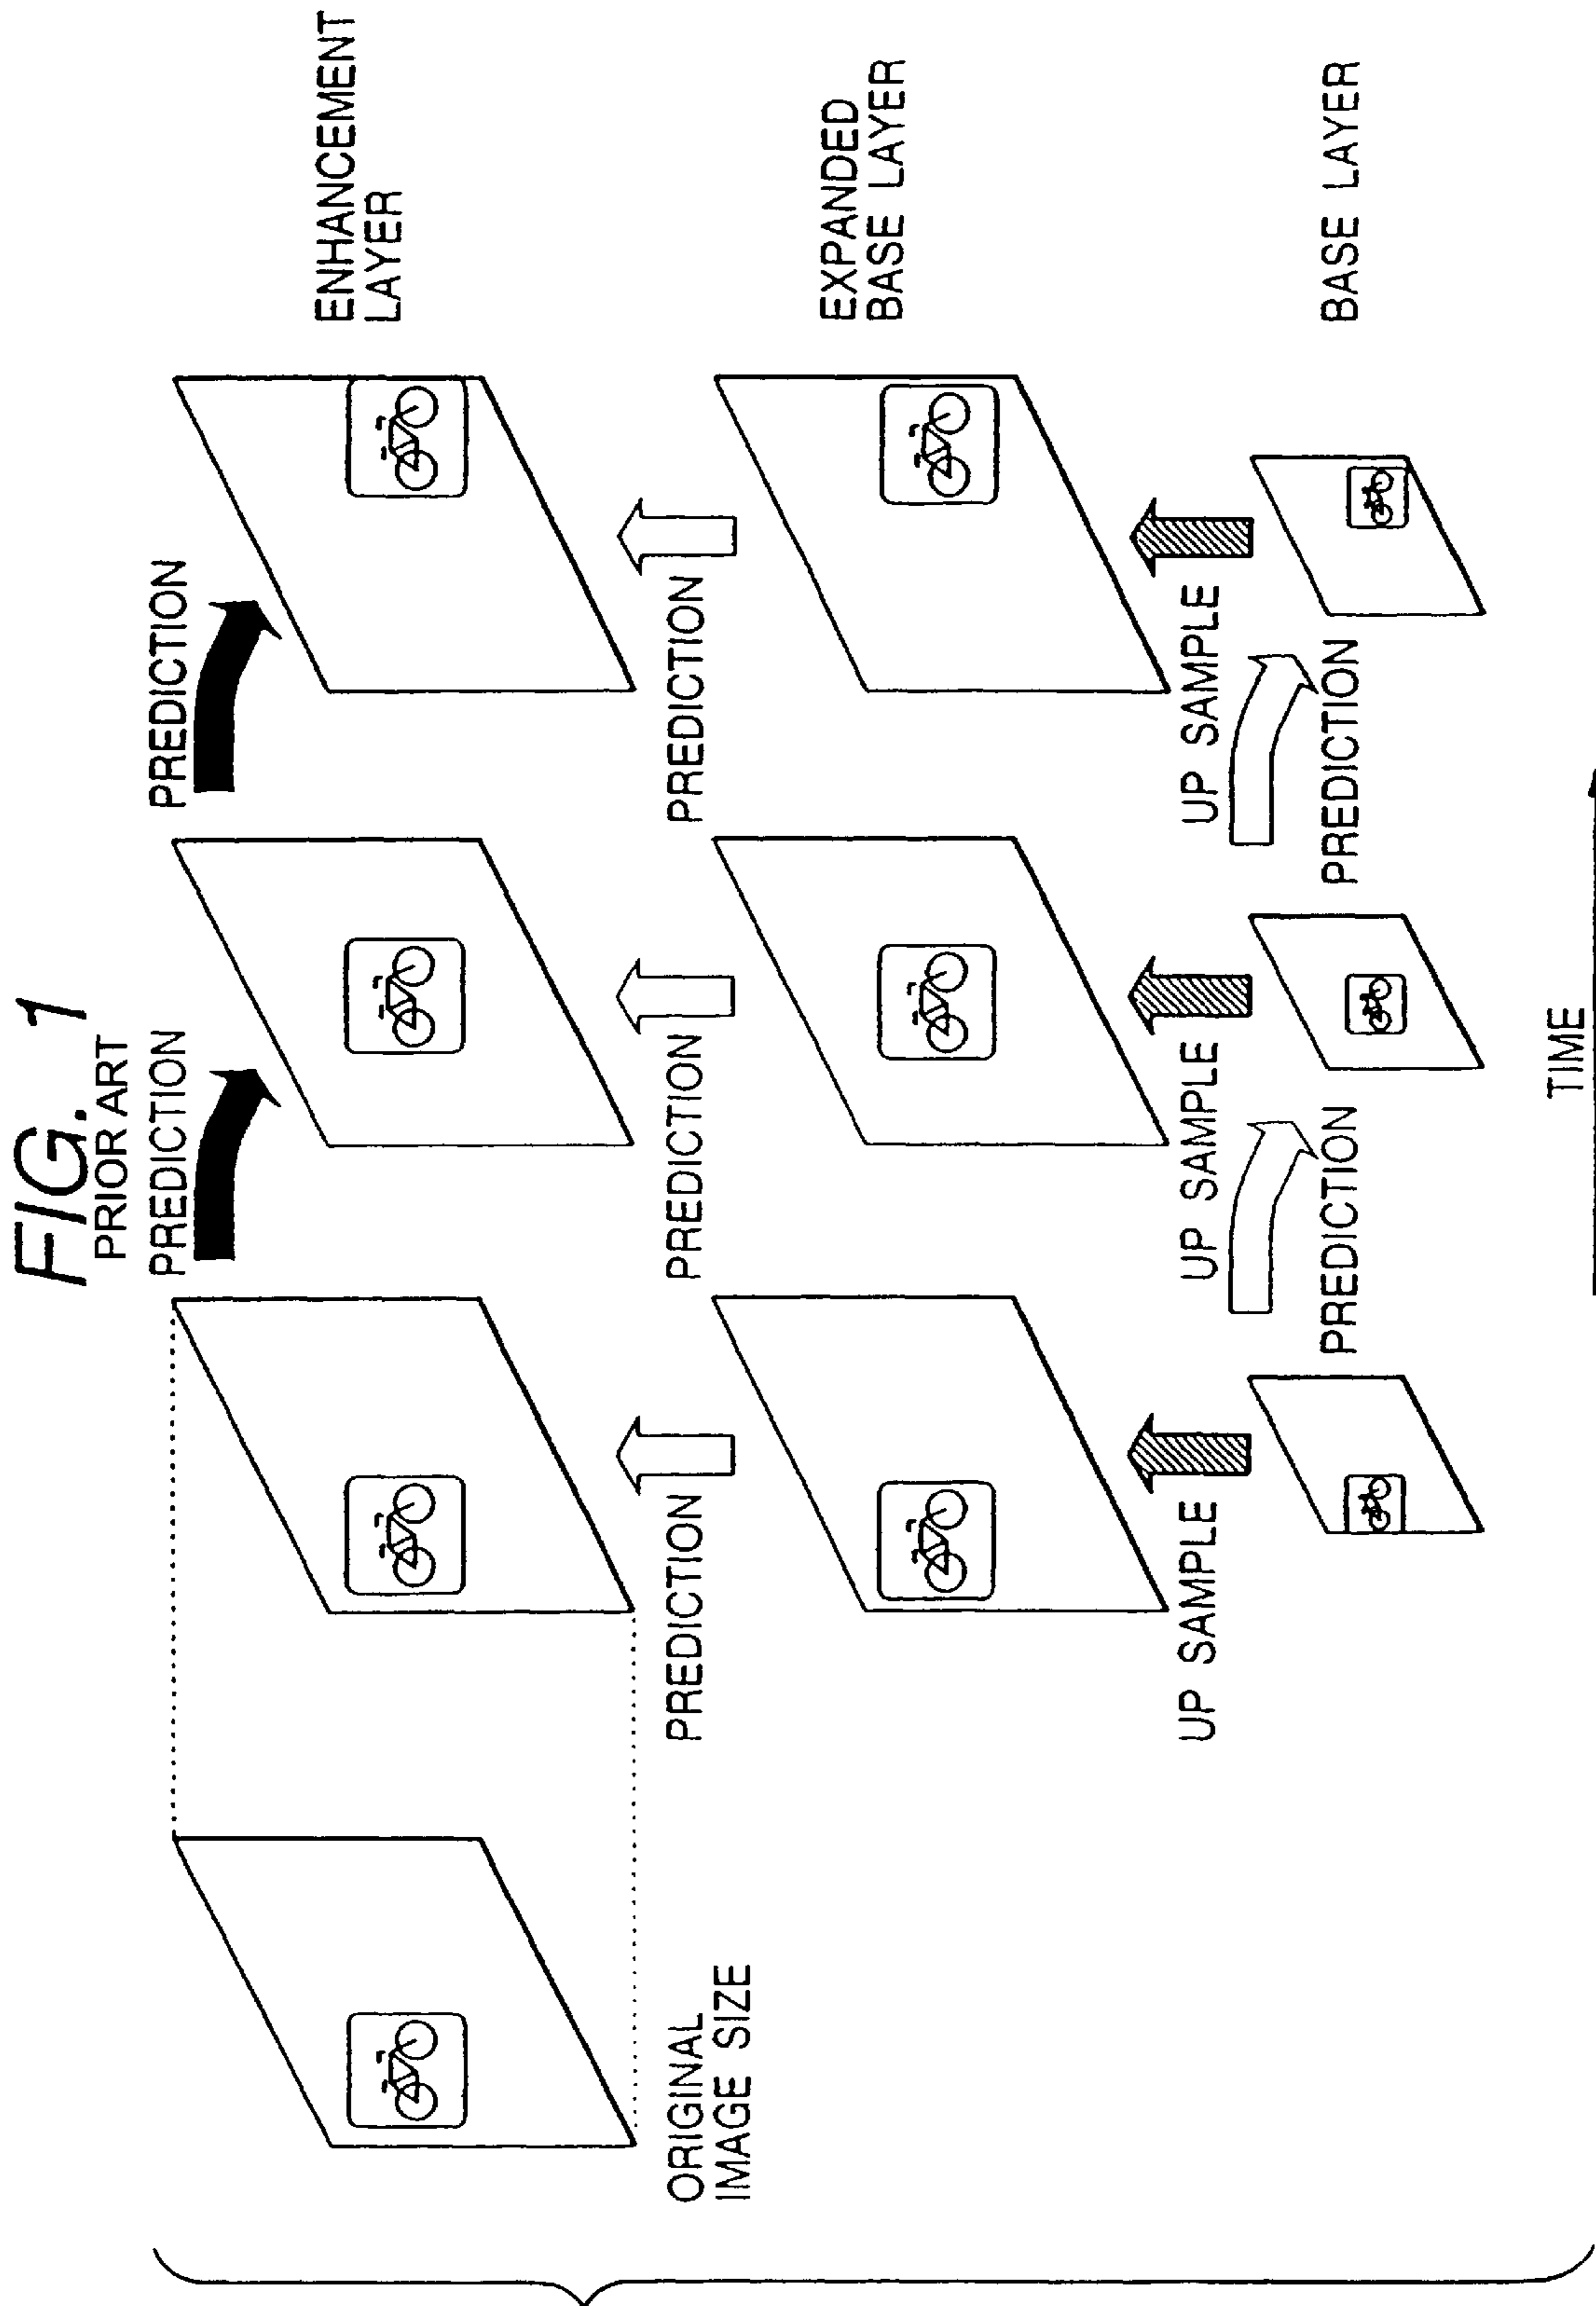 FIG. 1
PRIOR ART
PREDICTION
PREDICTION
ENHANCEMENT
LAYER
ORIGINAL
IMAGE SIZE
PREDICTION
PREDICTION
PREDICTION
EXPANDED
BASE LAYER
UP SAMPLE
UP SAMPLE
UP SAMPLE
PREDICTION
PREDICTION
BASE LAYER
TIME